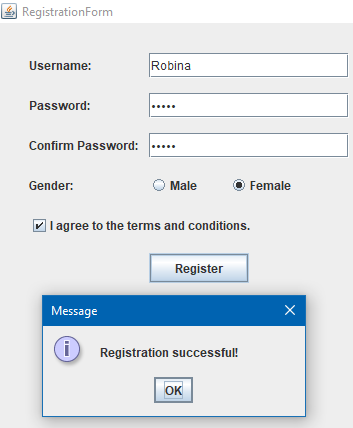 RegistrationForm
Username: Robina
Password: •••••
Confirm Password: •••••
Gender: Male Female
I agree to the terms and conditions.
Register
Message
Registration successful!
OK